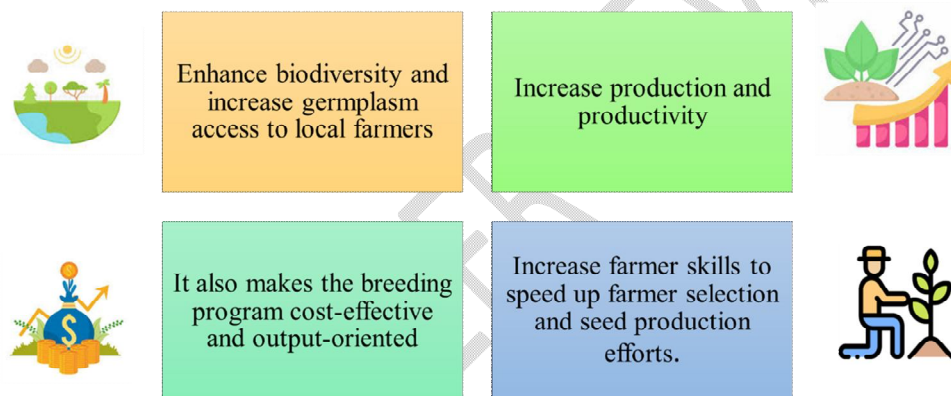 Enhance biodiversity and
increase germplasm
access to local farmers
Increase production and
productivity
It also makes the breeding
program cost-effective
and output-oriented
Increase farmer skills to
speed up farmer selection
and seed production
efforts.